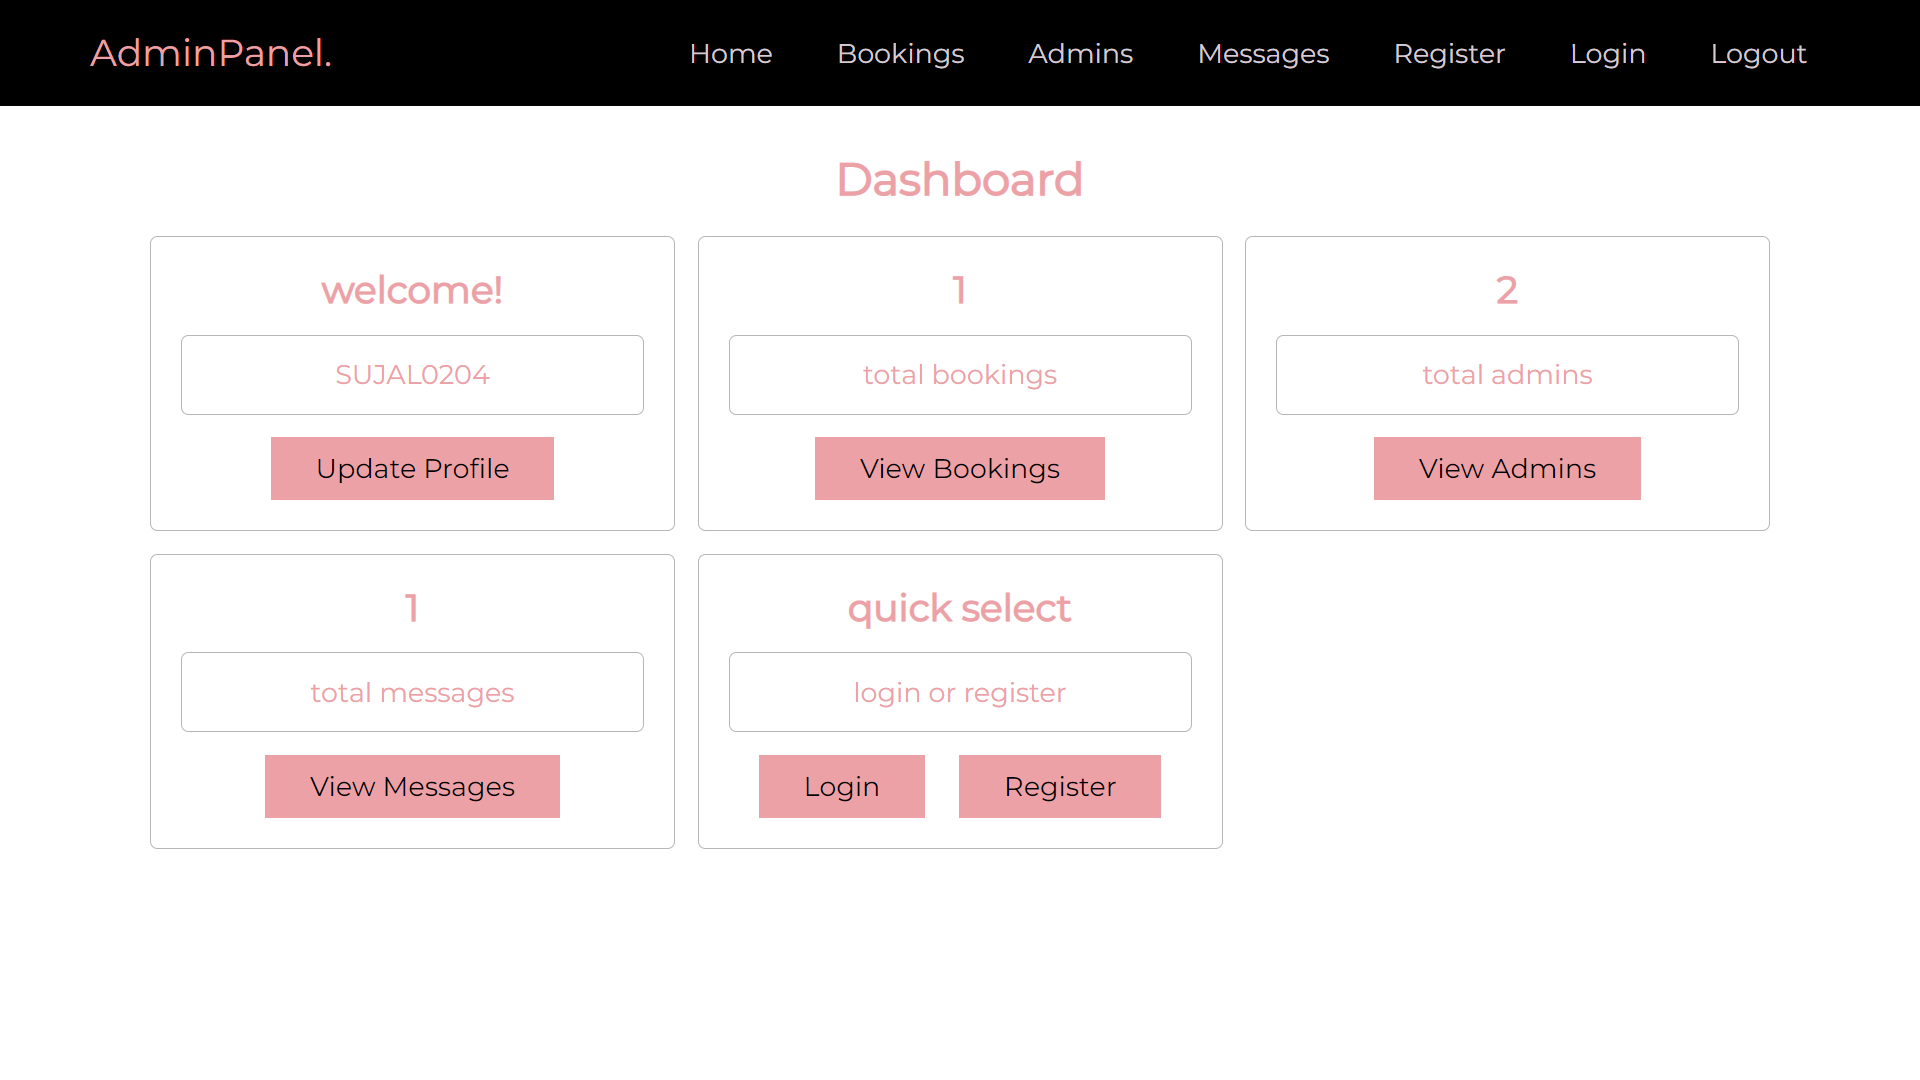 AdminPanel.
Home Bookings Admins Messages Register Login Logout
Dashboard
welcome!
SUJAL0204
Update Profile
1
total bookings
View Bookings
2
total admins
View Admins
1
total messages
View Messages
quick select
login or register
Login Register